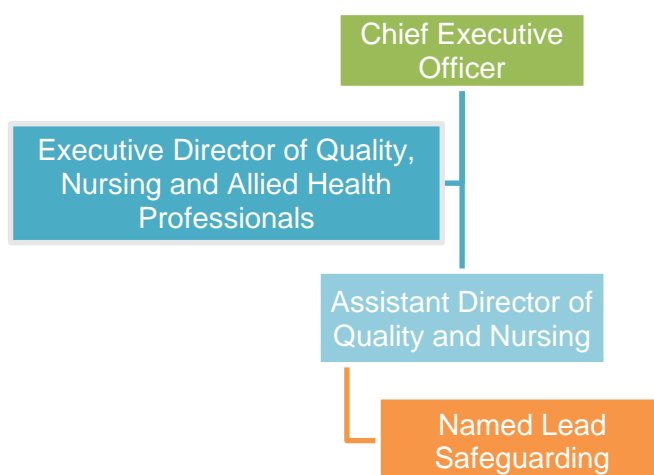 Chief Executive
Officer
Executive Director of Quality,
Nursing and Allied Health
Professionals
Assistant Director of
Quality and Nursing
Named Lead
Safeguarding